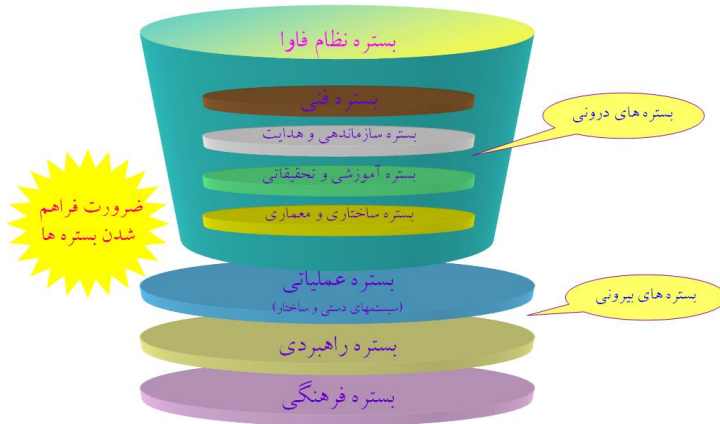 بستره نظام فاوا
بستره فنی
بستره سازماندهی و هدایت
بستره آموزشی و تحقیقاتی
بستره ساختاری و معماری
بستره های درونی
ضرورت فراهم
شدن بستره ها
بستره عملیاتی
(سیستمهای دستی و ساختار)
بستره های بیرونی
بستره راهبردی
بستره فرهنگی